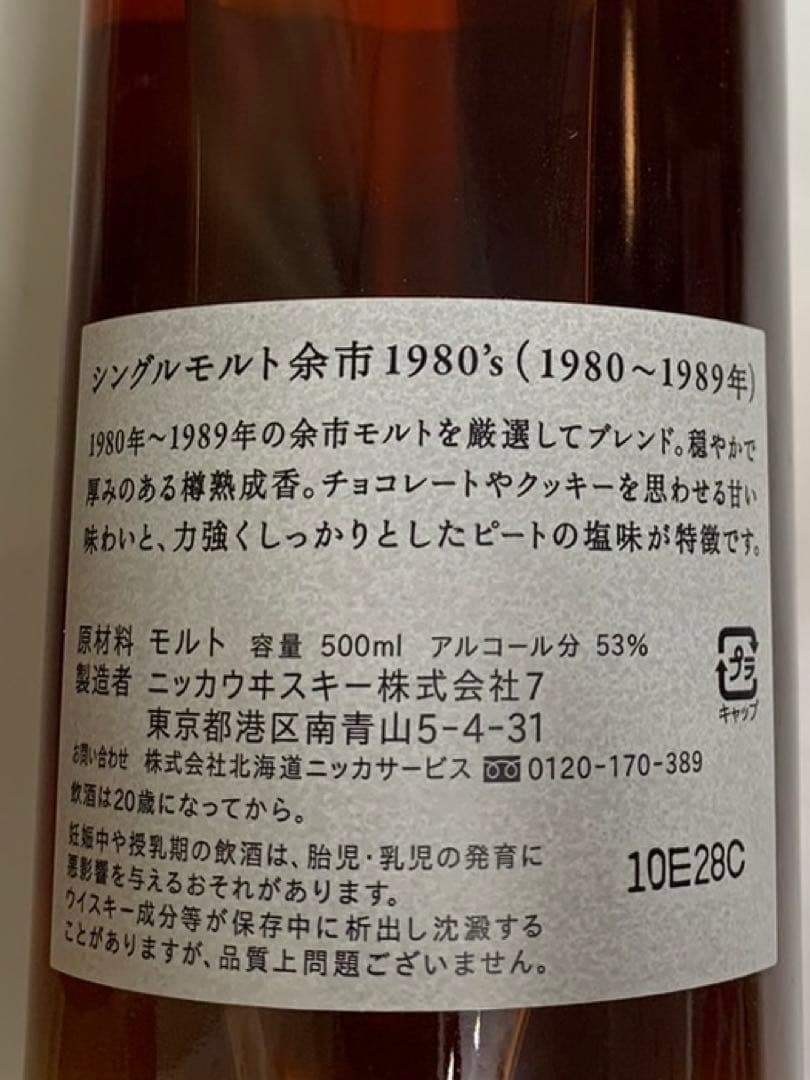 シングルモルト余市1980's(1980～1989年)
1980年～1989年の余市モルトを厳選してブレンド。穏やかで
厚みのある樽熟成香。チョコレートやクッキーを思わせる甘い
味わいと、力強くしっかりとしたピートの塩味が特徴です。
原材料 モルト 容量 500ml アルコール分 53%
製造者 ニッカウヰスキー株式会社7
東京都港区南青山5-4-31
お問い合わせ 株式会社北海道ニッカサービス 0120-170-389
飲酒は20歳になってから。
妊娠中や授乳期の飲酒は、胎児・乳児の発育に
悪影響を与えるおそれがあります。
ウイスキー成分等が保存中に析出し沈澱する
ことがありますが、品質上問題ございません。
プラ
キャップ
10E28C